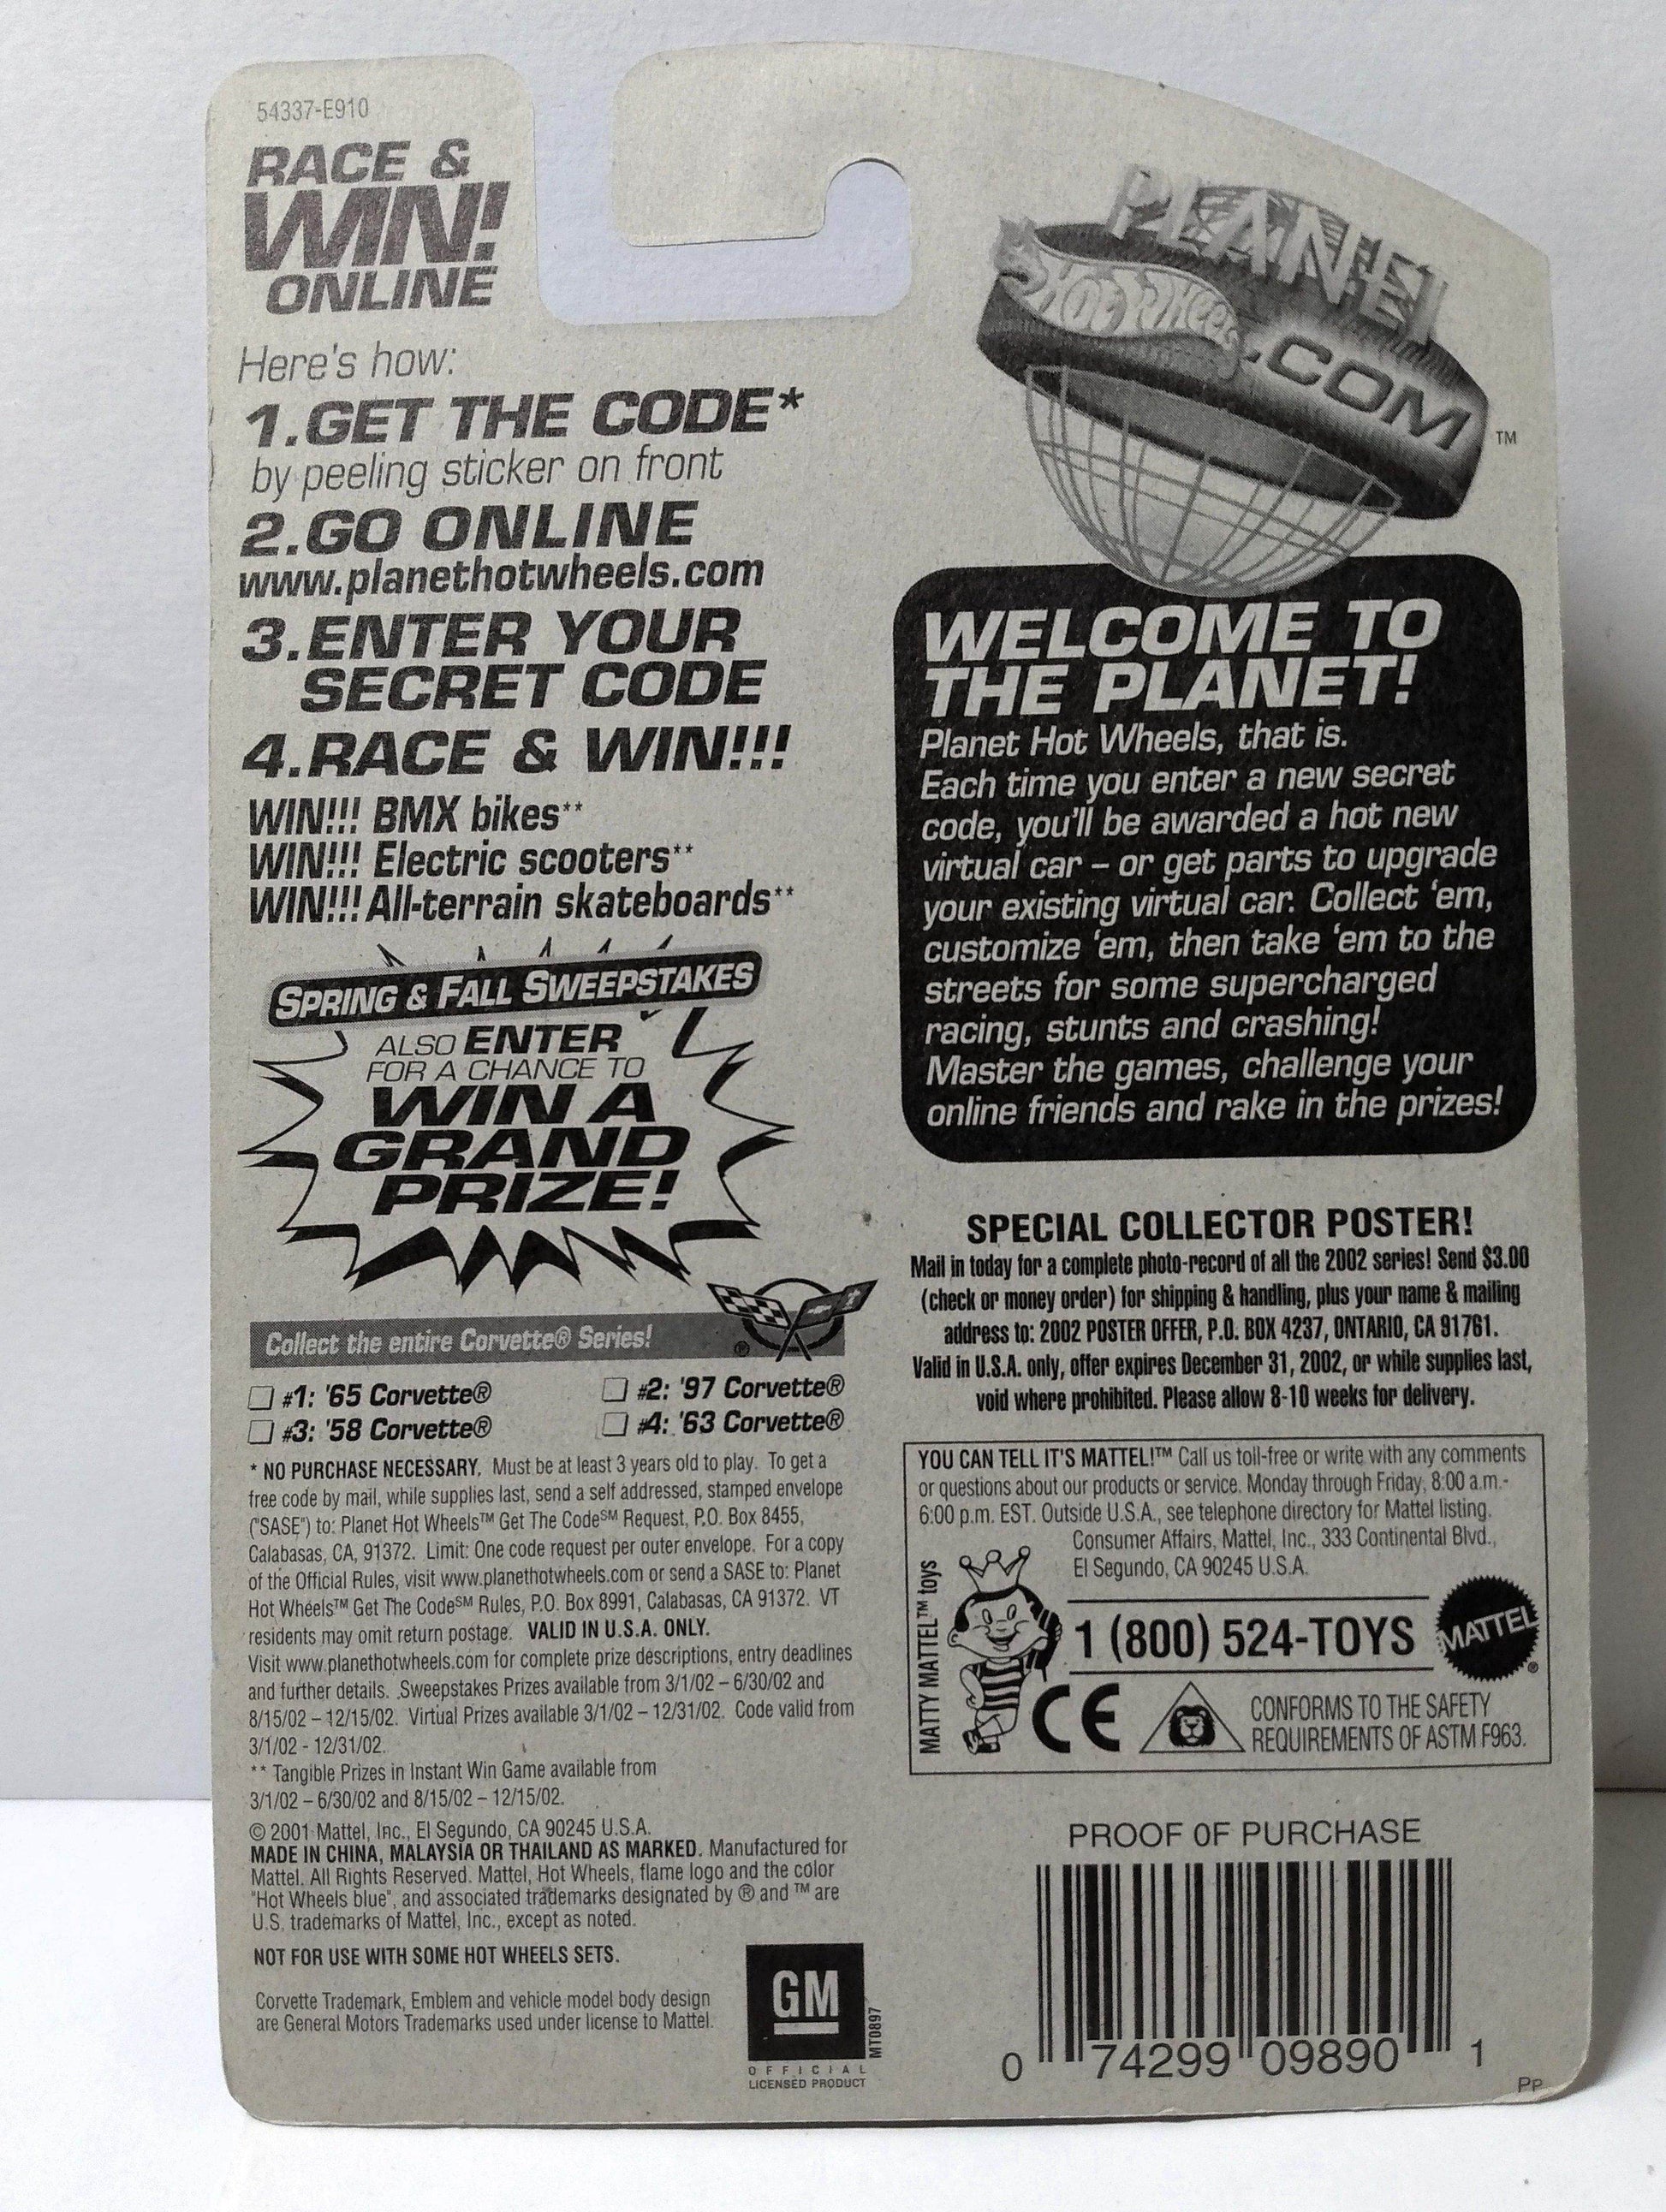 54337-E910
RACE &
WIN!
ONLINE
Here's how:
1.GET THE CODE*
by peeling sticker on front
2.GO ONLINE
www.planethotwheels.com
3.ENTER YOUR
SECRET CODE
4.RACE & WIN!!!
WIN!!! BMX bikes**
WIN!!! Electric scooters**
WIN!!! All-terrain skateboards**
SPRING & FALL SWEEPSTAKES
ALSO ENTER
FOR A CHANCE TO
WIN A
GRAND
PRIZE!
Collect the entire Corvette® Series!
®
#1: '65 Corvette®
#2: '97 Corvette®
#3: '58 Corvette®
#4: '63 Corvette®
* NO PURCHASE NECESSARY. Must be at least 3 years old to play. To get a
free code by mail, while supplies last, send a self addressed, stamped envelope
("SASE") to: Planet Hot Wheels™ Get The Code℠ Request, P.O. Box 8455,
Calabasas, CA, 91372. Limit: One code request per outer envelope. For a copy
of the Official Rules, visit www.planethotwheels.com or send a SASE to: Planet
Hot Wheels™ Get The Code℠ Rules, P.O. Box 8991, Calabasas, CA 91372. VT
residents may omit return postage. VALID IN U.S.A. ONLY.
Visit www.planethotwheels.com for complete prize descriptions, entry deadlines
and further details. Sweepstakes Prizes available from 3/1/02 – 6/30/02 and
8/15/02 – 12/15/02. Virtual Prizes available 3/1/02 – 12/31/02. Code valid from
3/1/02 - 12/31/02.
** Tangible Prizes in Instant Win Game available from
3/1/02 – 6/30/02 and 8/15/02 – 12/15/02.
© 2001 Mattel, Inc., El Segundo, CA 90245 U.S.A.
MADE IN CHINA, MALAYSIA OR THAILAND AS MARKED. Manufactured for
Mattel. All Rights Reserved. Mattel, Hot Wheels, flame logo and the color
"Hot Wheels blue", and associated trademarks designated by ® and ™ are
U.S. trademarks of Mattel, Inc., except as noted.
NOT FOR USE WITH SOME HOT WHEELS SETS.
Corvette Trademark, Emblem and vehicle model body design
are General Motors Trademarks used under license to Mattel.
GM
OFFICIAL
LICENSED PRODUCT
MT0897
PLANET
HOT WHEELS
.COM
TM
WELCOME TO
THE PLANET!
Planet Hot Wheels, that is.
Each time you enter a new secret
code, you'll be awarded a hot new
virtual car – or get parts to upgrade
your existing virtual car. Collect 'em,
customize 'em, then take 'em to the
streets for some supercharged
racing, stunts and crashing!
Master the games, challenge your
online friends and rake in the prizes!
SPECIAL COLLECTOR POSTER!
Mail in today for a complete photo-record of all the 2002 series! Send $3.00
(check or money order) for shipping & handling, plus your name & mailing
address to: 2002 POSTER OFFER, P.O. BOX 4237, ONTARIO, CA 91761.
Valid in U.S.A. only, offer expires December 31, 2002, or while supplies last,
void where prohibited. Please allow 8-10 weeks for delivery.
YOU CAN TELL IT'S MATTEL!™ Call us toll-free or write with any comments
or questions about our products or service. Monday through Friday, 8:00 a.m.-
6:00 p.m. EST. Outside U.S.A., see telephone directory for Mattel listing.
Consumer Affairs, Mattel, Inc., 333 Continental Blvd.,
El Segundo, CA 90245 U.S.A.
MATTY MATTEL™ toys
1 (800) 524-TOYS
MATTEL
®
CE
CONFORMS TO THE SAFETY
REQUIREMENTS OF ASTM F963.
PROOF OF PURCHASE
0 74299 09890 1
PP